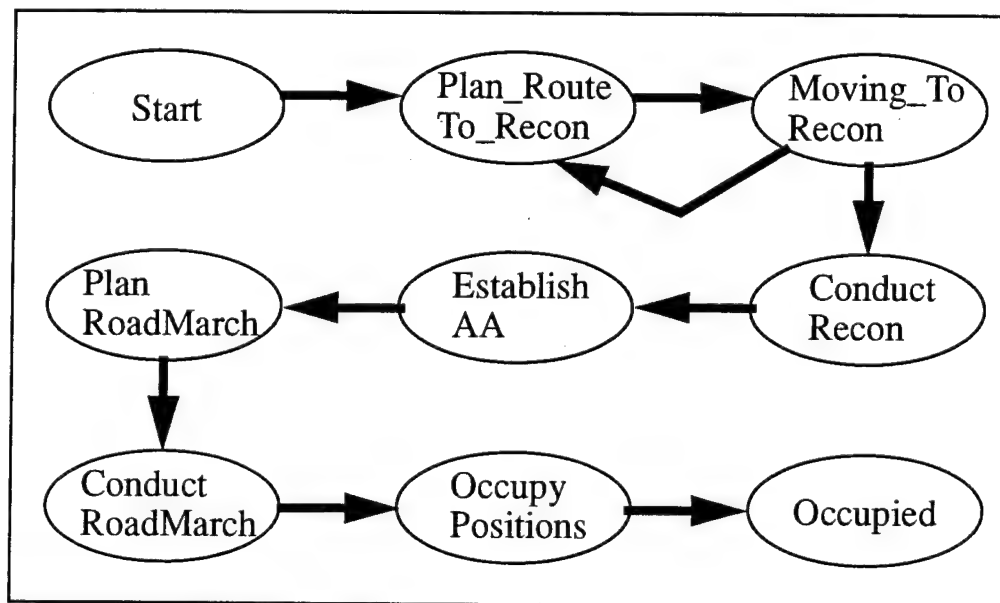 Start
Plan_Route
To_Recon
Moving_To
Recon
Plan
RoadMarch
Establish
AA
Conduct
Recon
Conduct
RoadMarch
Occupy
Positions
Occupied